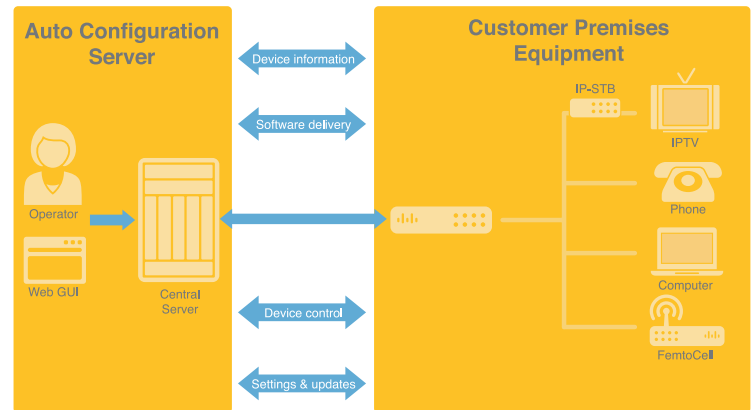 Auto Configuration
Server
Operator
Web GUI
Central
Server
Device information
Software delivery
Device control
Settings & updates
Customer Premises
Equipment
IP-STB
IPTV
Phone
Computer
FemtoCell